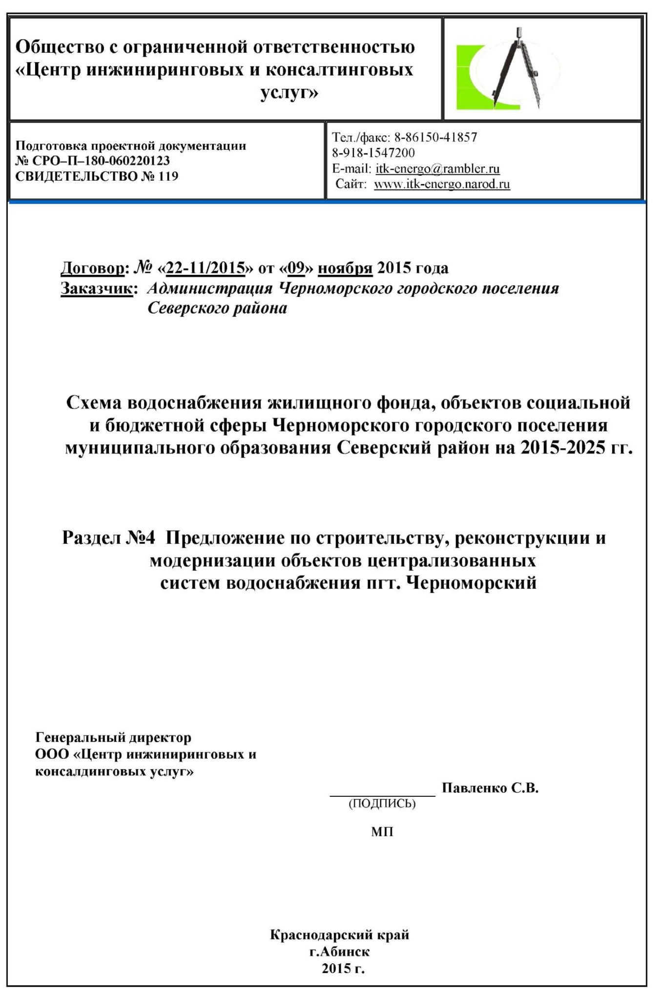 Общество с ограниченной ответственностью
«Центр инжиниринговых и консалтинговых
услуг»
Подготовка проектной документации
№ СРО–П–180-060220123
СВИДЕТЕЛЬСТВО № 119
Тел./факс: 8-86150-41857
8-918-1547200
E-mail: itk-energo@rambler.ru
Сайт: www.itk-energo.narod.ru
Договор: № «22-11/2015» от «09» ноября 2015 года
Заказчик: Администрация Черноморского городского поселения
Северского района
Схема водоснабжения жилищного фонда, объектов социальной
и бюджетной сферы Черноморского городского поселения
муниципального образования Северский район на 2015-2025 гг.
Раздел №4 Предложение по строительству, реконструкции и
модернизации объектов централизованных
систем водоснабжения пгт. Черноморский
Генеральный директор
ООО «Центр инжиниринговых и
консалдинговых услуг»
Павленко С.В.
(ПОДПИСЬ)
МП
Краснодарский край
г.Абинск
2015 г.